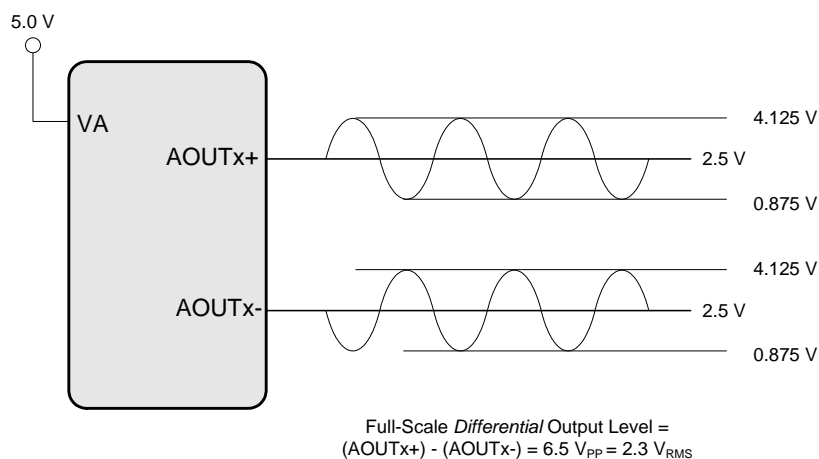 5.0 V
VA
AOUTx+
4.125 V
2.5 V
0.875 V
AOUTx-
4.125 V
2.5 V
0.875 V
Full-Scale Differential Output Level =
(AOUTx+) - (AOUTx-) = 6.5 VPP = 2.3 VRMS